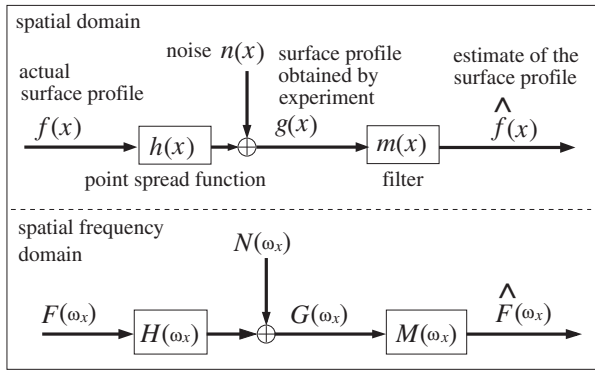 spatial domain
noise n(x)
surface profile
obtained by
experiment
estimate of the
surface profile
actual
surface profile
f(x)
h(x)
g(x)
m(x)
^f(x)
point spread function
filter
spatial frequency
domain
N(ωx)
F(ωx)
H(ωx)
G(ωx)
M(ωx)
^F(ωx)